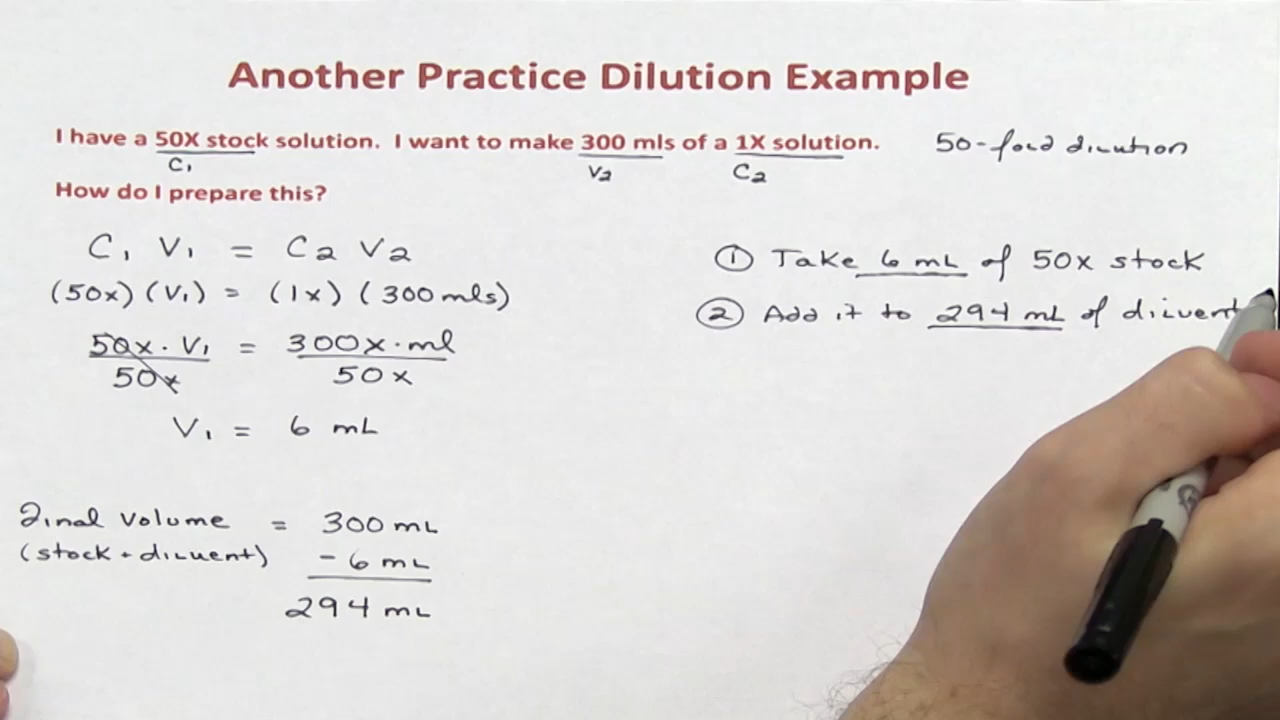 Another Practice Dilution Example
I have a 50X stock solution. I want to make 300 mls of a 1X solution. 50-fold dilution
C1 V2 C2
How do I prepare this?
C1 V1 = C2 V2
(50x) (V1) = (1x) (300 mls)
50x · V1 = 300x · ml
50x 50x
V1 = 6 mL
Final Volume = 300 mL
(stock + diluent) - 6 mL
294 mL
① Take 6 mL of 50x stock
② Add it to 294 mL of diluent